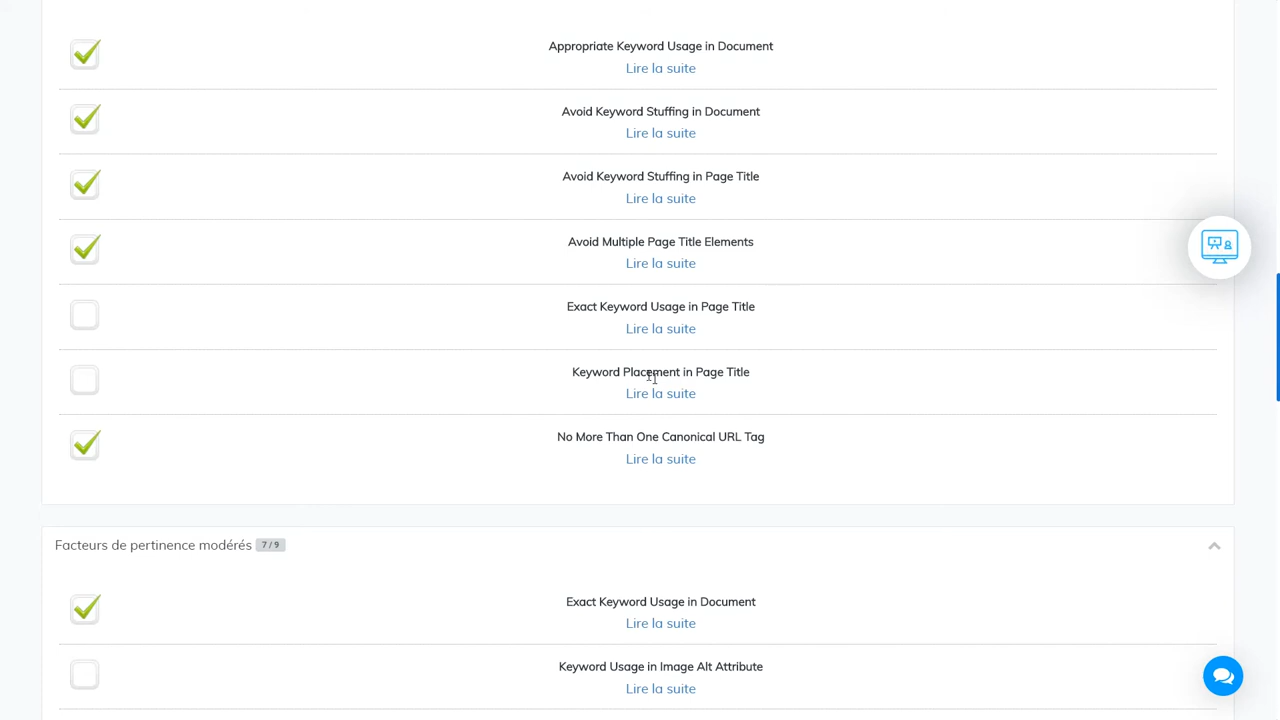 Appropriate Keyword Usage in Document
Lire la suite
Avoid Keyword Stuffing in Document
Lire la suite
Avoid Keyword Stuffing in Page Title
Lire la suite
Avoid Multiple Page Title Elements
Lire la suite
Exact Keyword Usage in Page Title
Lire la suite
Keyword Placement in Page Title
Lire la suite
No More Than One Canonical URL Tag
Lire la suite
Facteurs de pertinence modérés 7 / 9
Exact Keyword Usage in Document
Lire la suite
Keyword Usage in Image Alt Attribute
Lire la suite